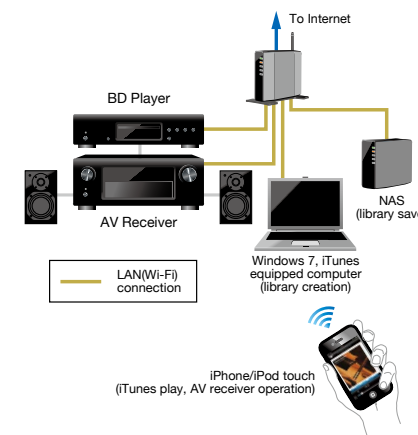 To Internet
BD Player
AV Receiver
NAS
(library save
Windows 7, iTunes
equipped computer
(library creation)
LAN(Wi-Fi)
connection
iPhone/iPod touch
(iTunes play, AV receiver operation)